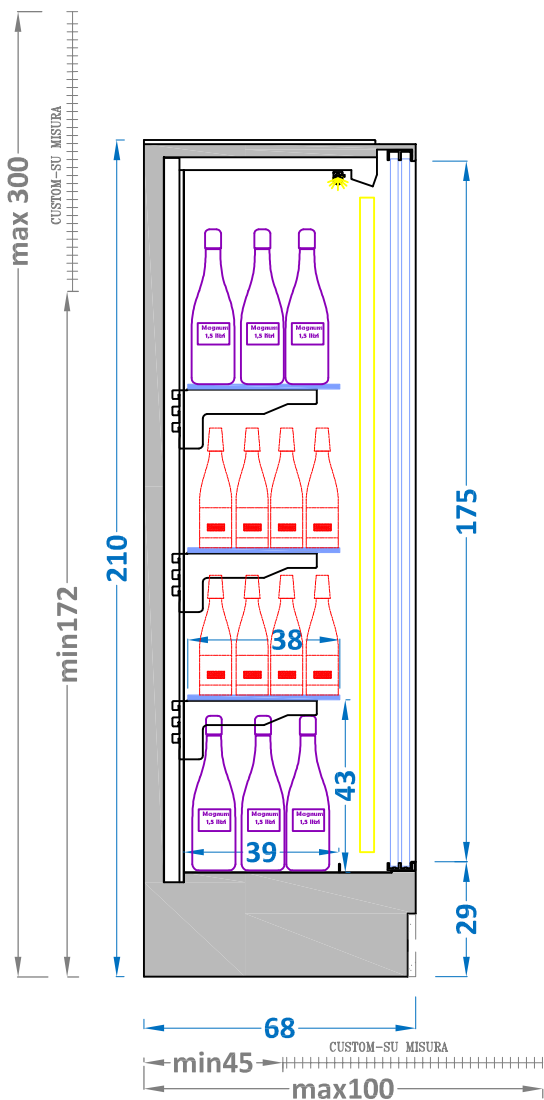 max 300
CUSTOM-SU MISURA
min172
210
Magnum
1,5 litri
Magnum
1,5 litri
Magnum
1,5 litri
175
38
43
Magnum
1,5 litri
Magnum
1,5 litri
Magnum
1,5 litri
39
29
68
CUSTOM-SU MISURA
min45
max100